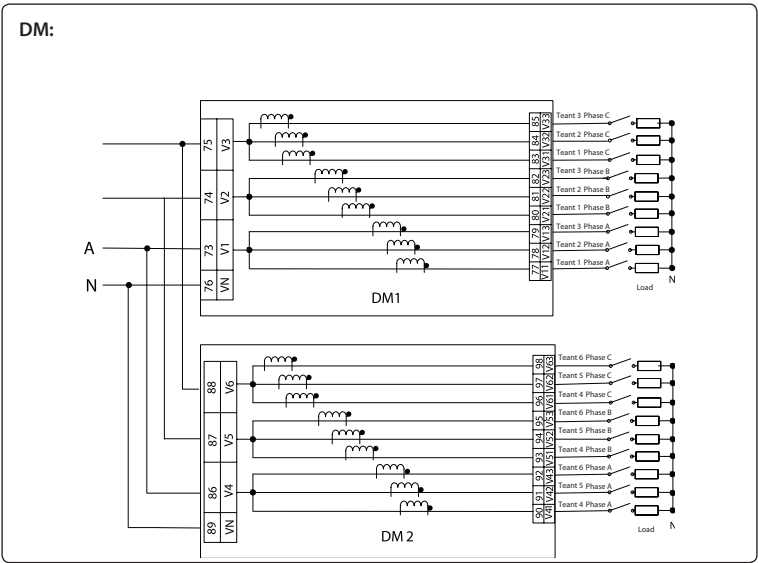 DM:
85 V33 Teant 3 Phase C
84 V32 Teant 2 Phase C
75 V3
83 V31 Teant 1 Phase C
82 V23 Teant 3 Phase B
74 V2
81 V22 Teant 2 Phase B
80 V21 Teant 1 Phase B
79 V13 Teant 3 Phase A
A
73 V1
78 V12 Teant 2 Phase A
77 V11 Teant 1 Phase A
N
76 VN
N
Load
DM1
98 V63 Teant 6 Phase C
97 V62 Teant 5 Phase C
88 V6
96 V61 Teant 4 Phase C
95 V53 Teant 6 Phase B
87 V5
94 V52 Teant 5 Phase B
93 V51 Teant 4 Phase B
92 V43 Teant 6 Phase A
86 V4
91 V42 Teant 5 Phase A
90 V41 Teant 4 Phase A
89 VN
Load
N
DM 2